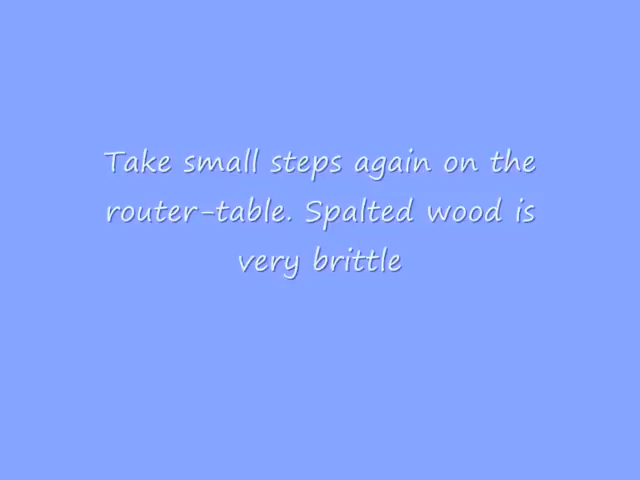 Take small steps again on the
router-table. Spalted wood is
very brittle